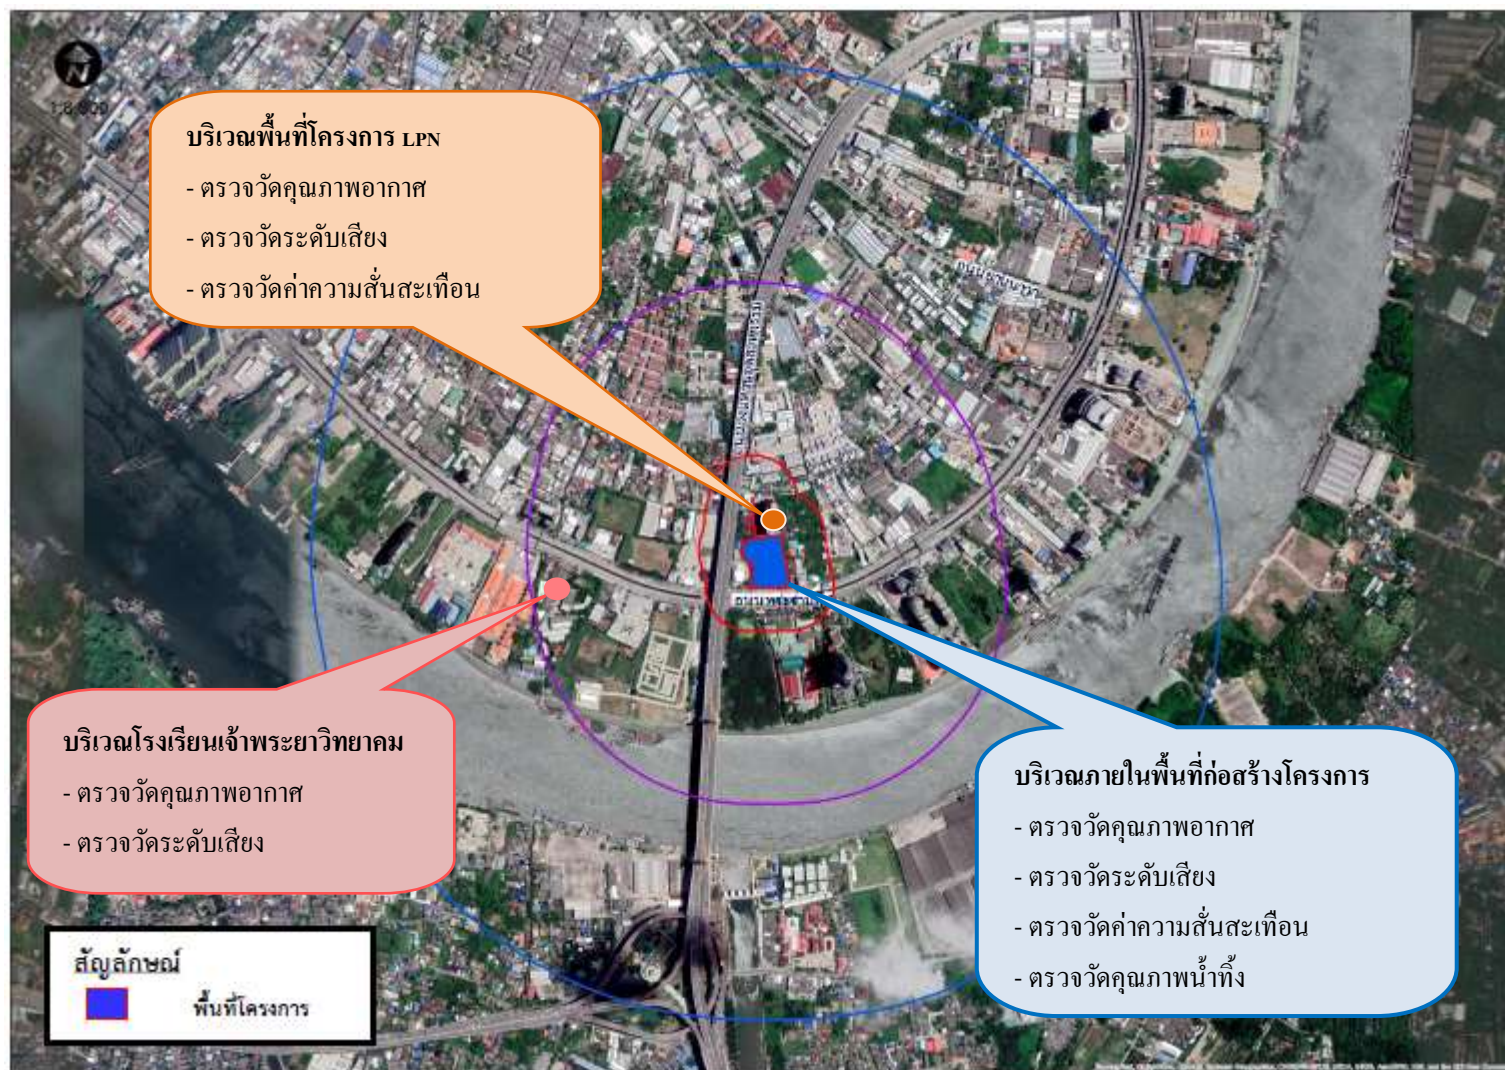 N
บริเวณพื้นที่โครงการ LPN
- ตรวจวัดคุณภาพอากาศ
- ตรวจวัดระดับเสียง
- ตรวจวัดค่าความสั่นสะเทือน
บริเวณโรงเรียนเจ้าพระยาวิทยาคม
- ตรวจวัดคุณภาพอากาศ
- ตรวจวัดระดับเสียง
บริเวณภายในพื้นที่ก่อสร้างโครงการ
- ตรวจวัดคุณภาพอากาศ
- ตรวจวัดระดับเสียง
- ตรวจวัดค่าความสั่นสะเทือน
- ตรวจวัดคุณภาพน้ำทิ้ง
สัญลักษณ์
พื้นที่โครงการ